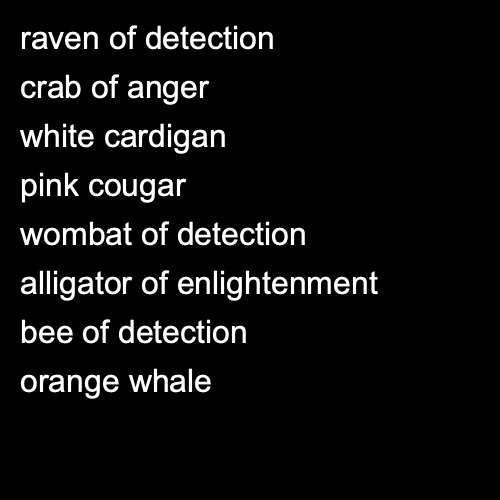 raven of detection
crab of anger
white cardigan
pink cougar
wombat of detection
alligator of enlightenment
bee of detection
orange whale